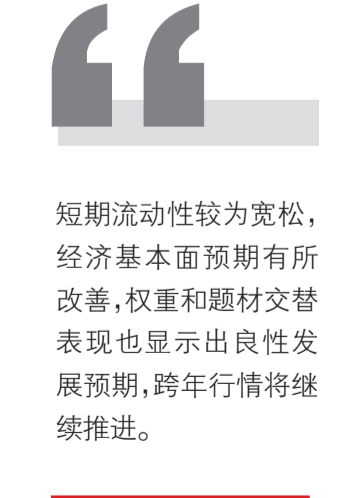 短期流动性较为宽松，
经济基本面预期有所
改善，权重和题材交替
表现也显示出良性发
展预期，跨年行情将继
续推进。